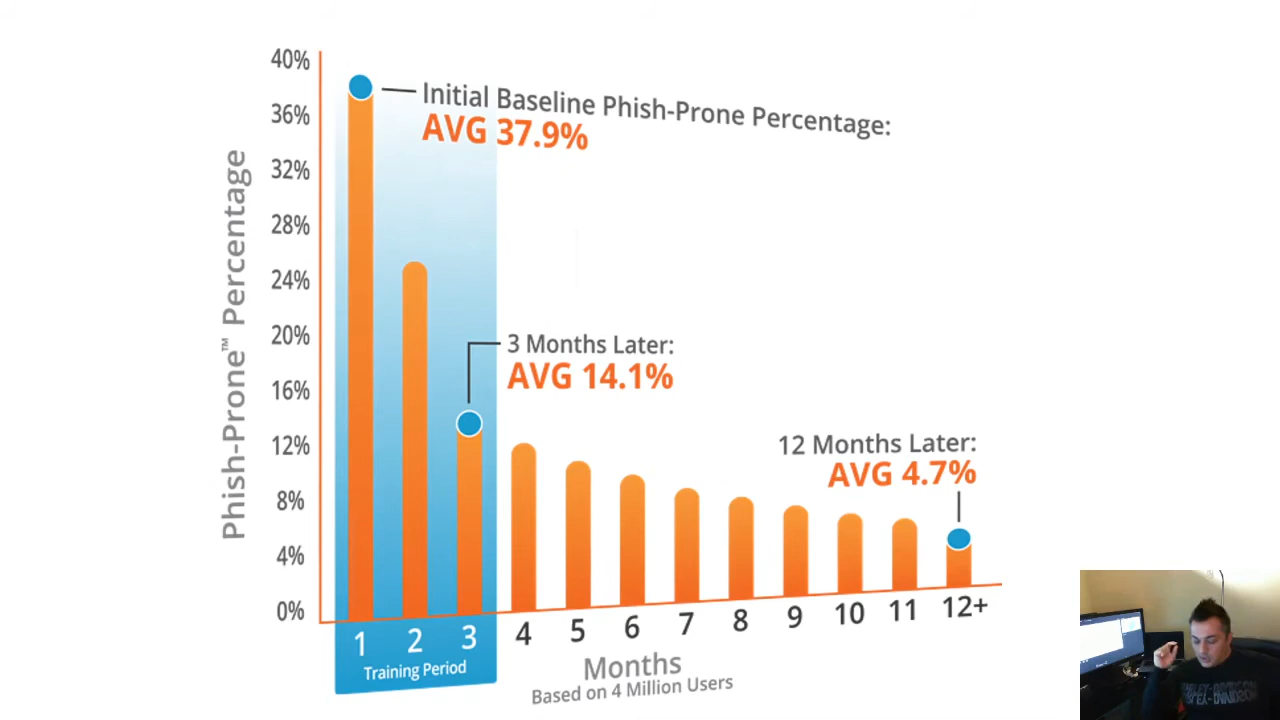 40%
36%
32%
28%
24%
20%
16%
12%
8%
4%
0%
Phish-Prone™ Percentage
Initial Baseline Phish-Prone Percentage:
AVG 37.9%
3 Months Later:
AVG 14.1%
12 Months Later:
AVG 4.7%
1 2 3 4 5 6 7 8 9 10 11 12+
Training Period
Months
Based on 4 Million Users
HARLEY-DAVIDSON